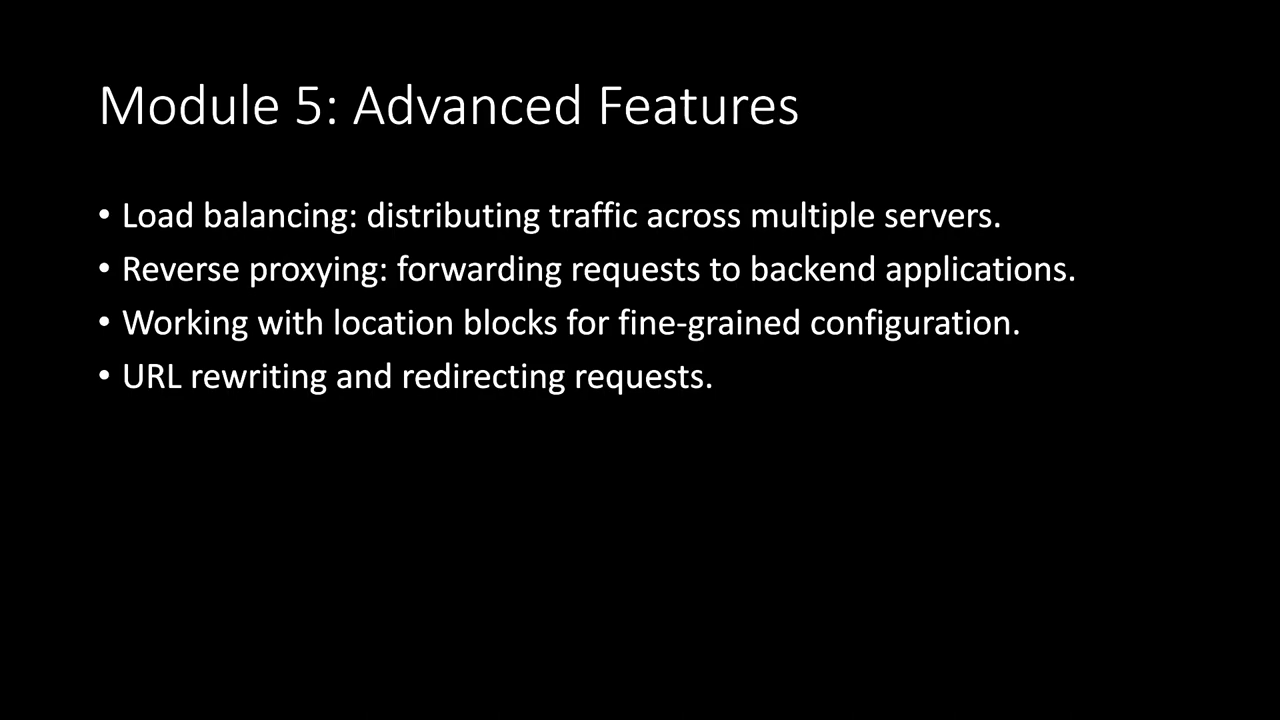 Module 5: Advanced Features
• Load balancing: distributing traffic across multiple servers.
• Reverse proxying: forwarding requests to backend applications.
• Working with location blocks for fine-grained configuration.
• URL rewriting and redirecting requests.